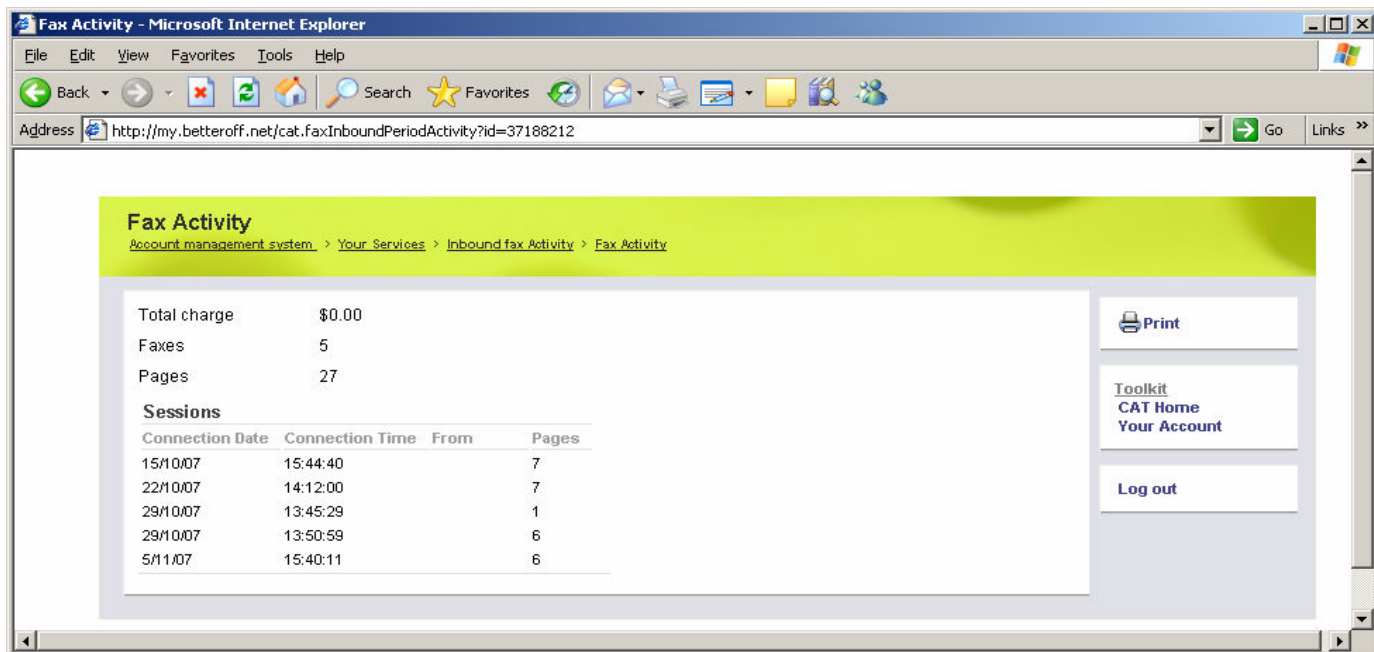 Fax Activity - Microsoft Internet Explorer
File Edit View Favorites Tools Help
Back Search Favorites
Address http://my.betteroff.net/cat.faxInboundPeriodActivity?id=37188212 Go Links »
Fax Activity
Account management system > Your Services > Inbound fax Activity > Fax Activity
Total charge $0.00
Faxes 5
Pages 27
Sessions
Connection Date Connection Time From Pages
15/10/07 15:44:40 7
22/10/07 14:12:00 7
29/10/07 13:45:29 1
29/10/07 13:50:59 6
5/11/07 15:40:11 6
Print
Toolkit
CAT Home
Your Account
Log out